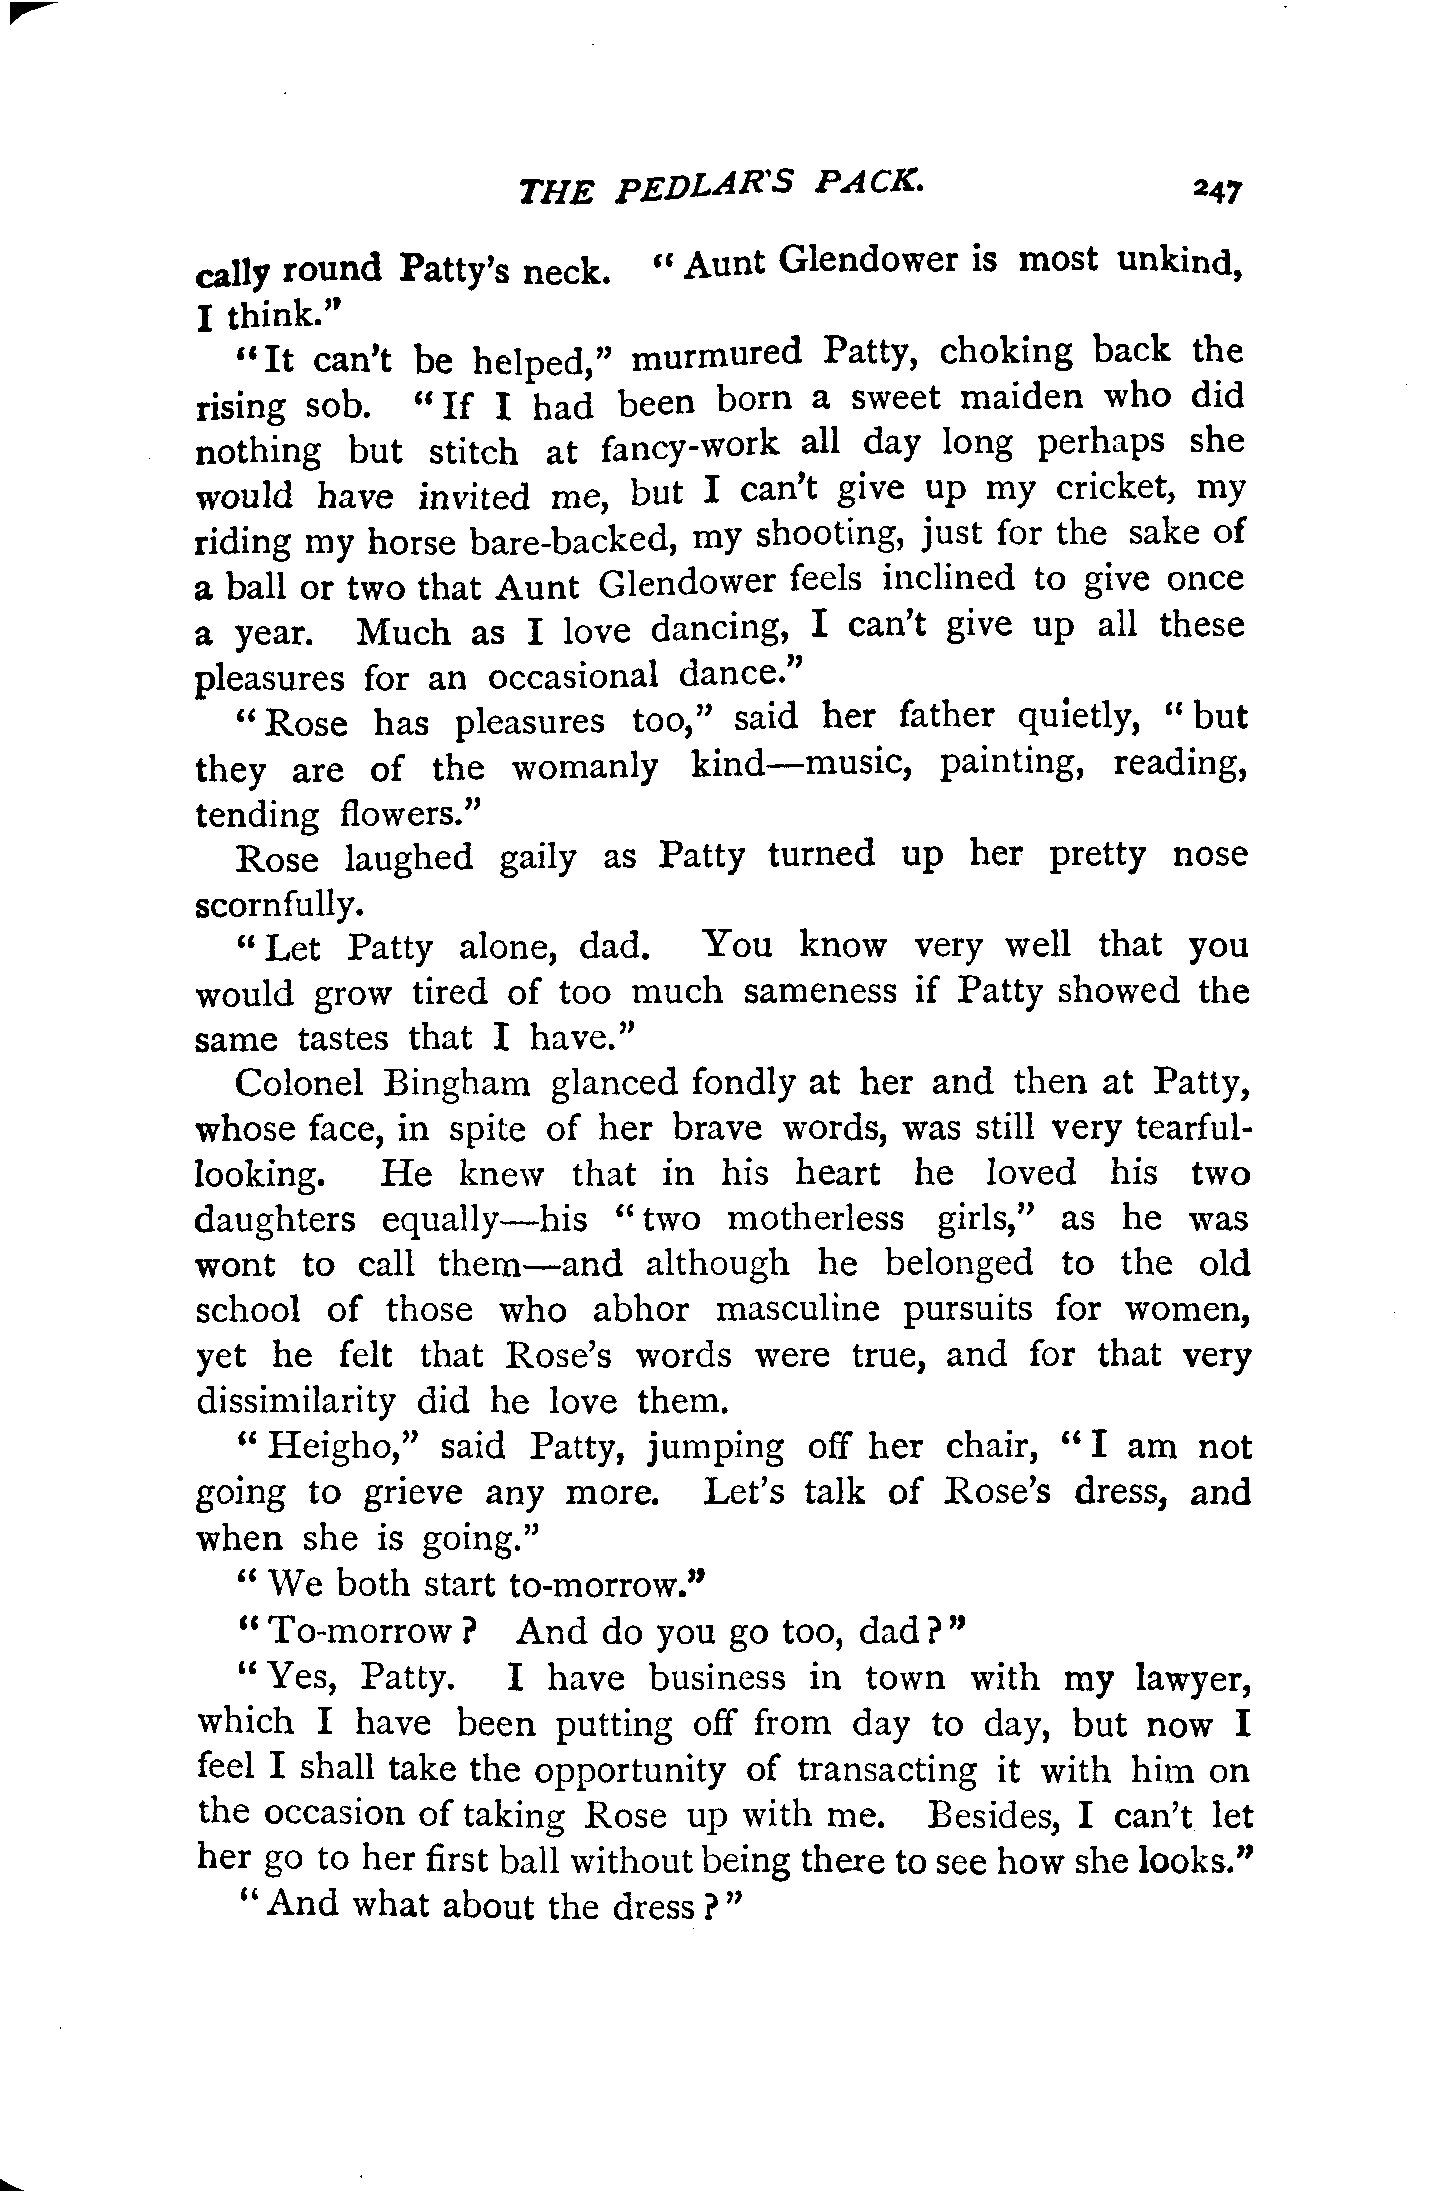 THE PEDLAR'S PACK. 247
cally round Patty's neck. "Aunt Glendower is most unkind,
I think."
"It can't be helped," murmured Patty, choking back the
rising sob. "If I had been born a sweet maiden who did
nothing but stitch at fancy-work all day long perhaps she
would have invited me, but I can't give up my cricket, my
riding my horse bare-backed, my shooting, just for the sake of
a ball or two that Aunt Glendower feels inclined to give once
a year. Much as I love dancing, I can't give up all these
pleasures for an occasional dance."
"Rose has pleasures too," said her father quietly, "but
they are of the womanly kind—music, painting, reading,
tending flowers."
Rose laughed gaily as Patty turned up her pretty nose
scornfully.
"Let Patty alone, dad. You know very well that you
would grow tired of too much sameness if Patty showed the
same tastes that I have."
Colonel Bingham glanced fondly at her and then at Patty,
whose face, in spite of her brave words, was still very tearful-
looking. He knew that in his heart he loved his two
daughters equally—his "two motherless girls," as he was
wont to call them—and although he belonged to the old
school of those who abhor masculine pursuits for women,
yet he felt that Rose's words were true, and for that very
dissimilarity did he love them.
"Heigho," said Patty, jumping off her chair, "I am not
going to grieve any more. Let's talk of Rose's dress, and
when she is going."
"We both start to-morrow."
"To-morrow? And do you go too, dad?"
"Yes, Patty. I have business in town with my lawyer,
which I have been putting off from day to day, but now I
feel I shall take the opportunity of transacting it with him on
the occasion of taking Rose up with me. Besides, I can't let
her go to her first ball without being there to see how she looks."
"And what about the dress?"